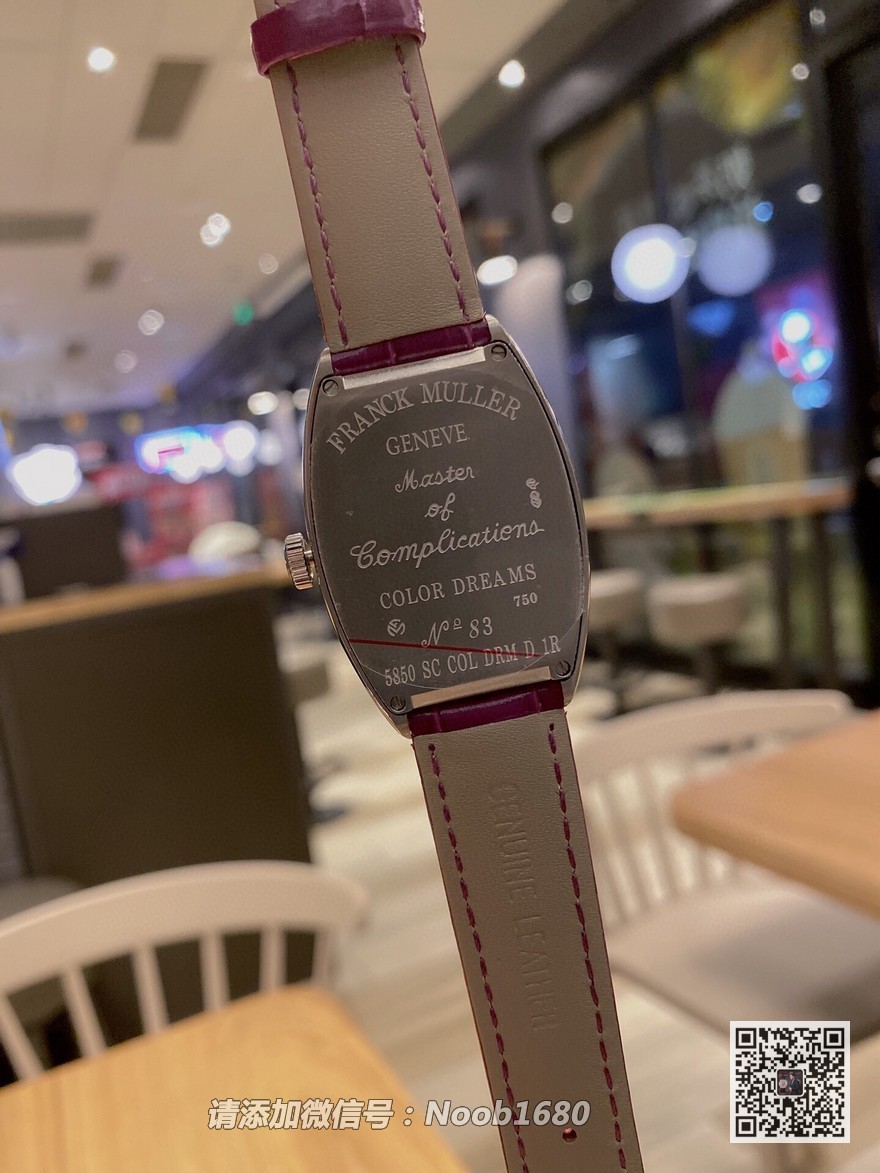 FRANCK MULLER
GENEVE
Master
of
Complications
COLOR DREAMS
750
Nº 83
5850 SC COL DRM D 1R
GENUINE LEATHER
请添加微信号：Noob1680